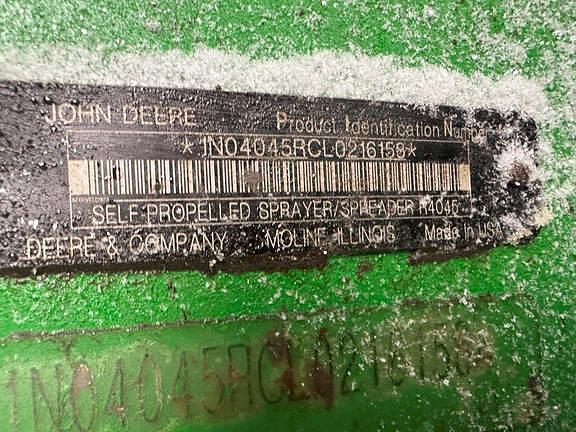 JOHN DEERE Product Identification Number
*1N04045RCL0216158*
SELF-PROPELLED SPRAYER/SPREADER R4045
DEERE & COMPANY MOLINE, ILLINOIS Made in USA
1N04045RCL0216158